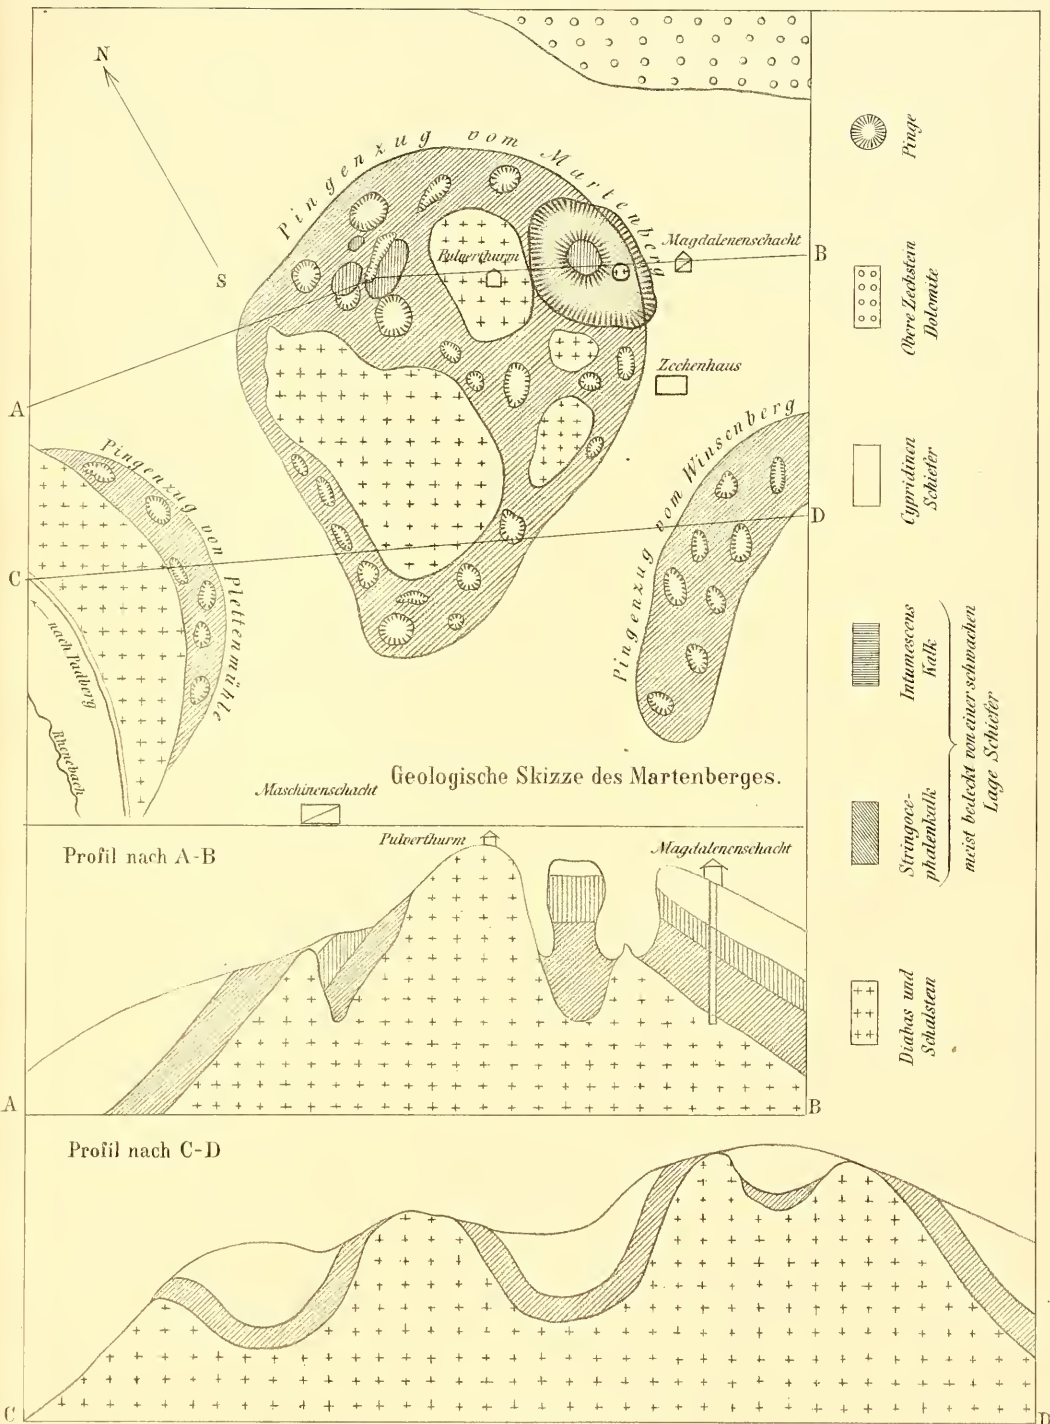 N
S
Pingenzug vom Martenberg
Pulverthurm
Magdalenenschacht
B
A
Zechenhaus
Pingenzug von Plettenmühle
Pingenzug vom Winsenberg
D
C
nach Padberg
Rhenebach
Geologische Skizze des Martenberges.
Maschinenschacht
Profil nach A-B
Pulverthurm
Magdalenenschacht
A
B
Profil nach C-D
C
D
Pinge
Obere Zechstein
Dolomite
Cypridinen
Schiefer
Intumescens
Kalk
Stringoce-
phalenkalk
meist bedeckt von einer schwachen
Lage Schiefer
Diabas und
Schalstein